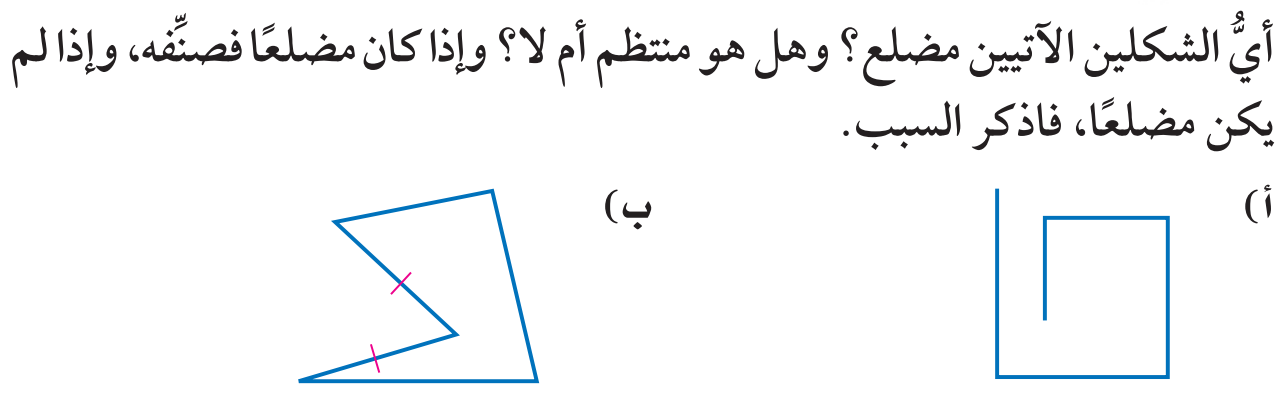 أيُّ الشكلين الآتيين مضلع؟ وهل هو منتظم أم لا؟ وإذا كان مضلعًا فصنِّفه، وإذا لم
يكن مضلعًا، فاذكر السبب.
أ)
ب)